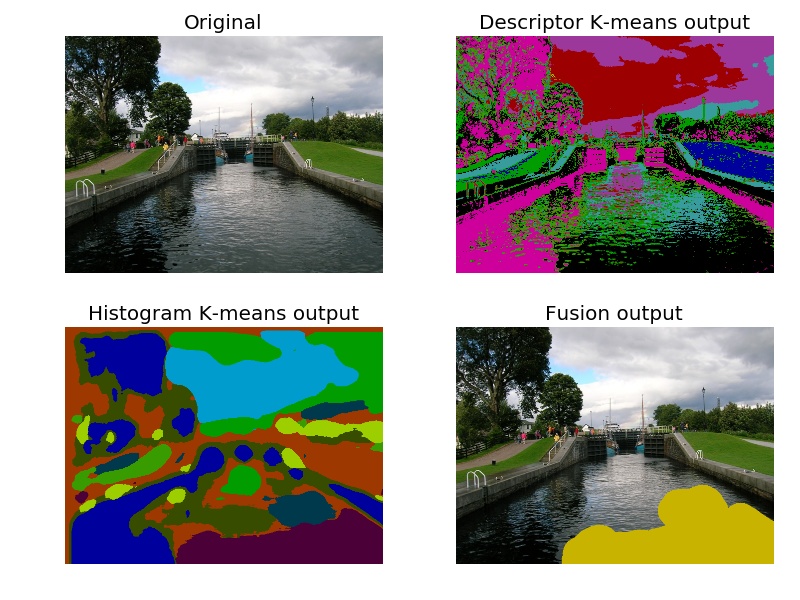 Original
Descriptor K-means output
Histogram K-means output
Fusion output